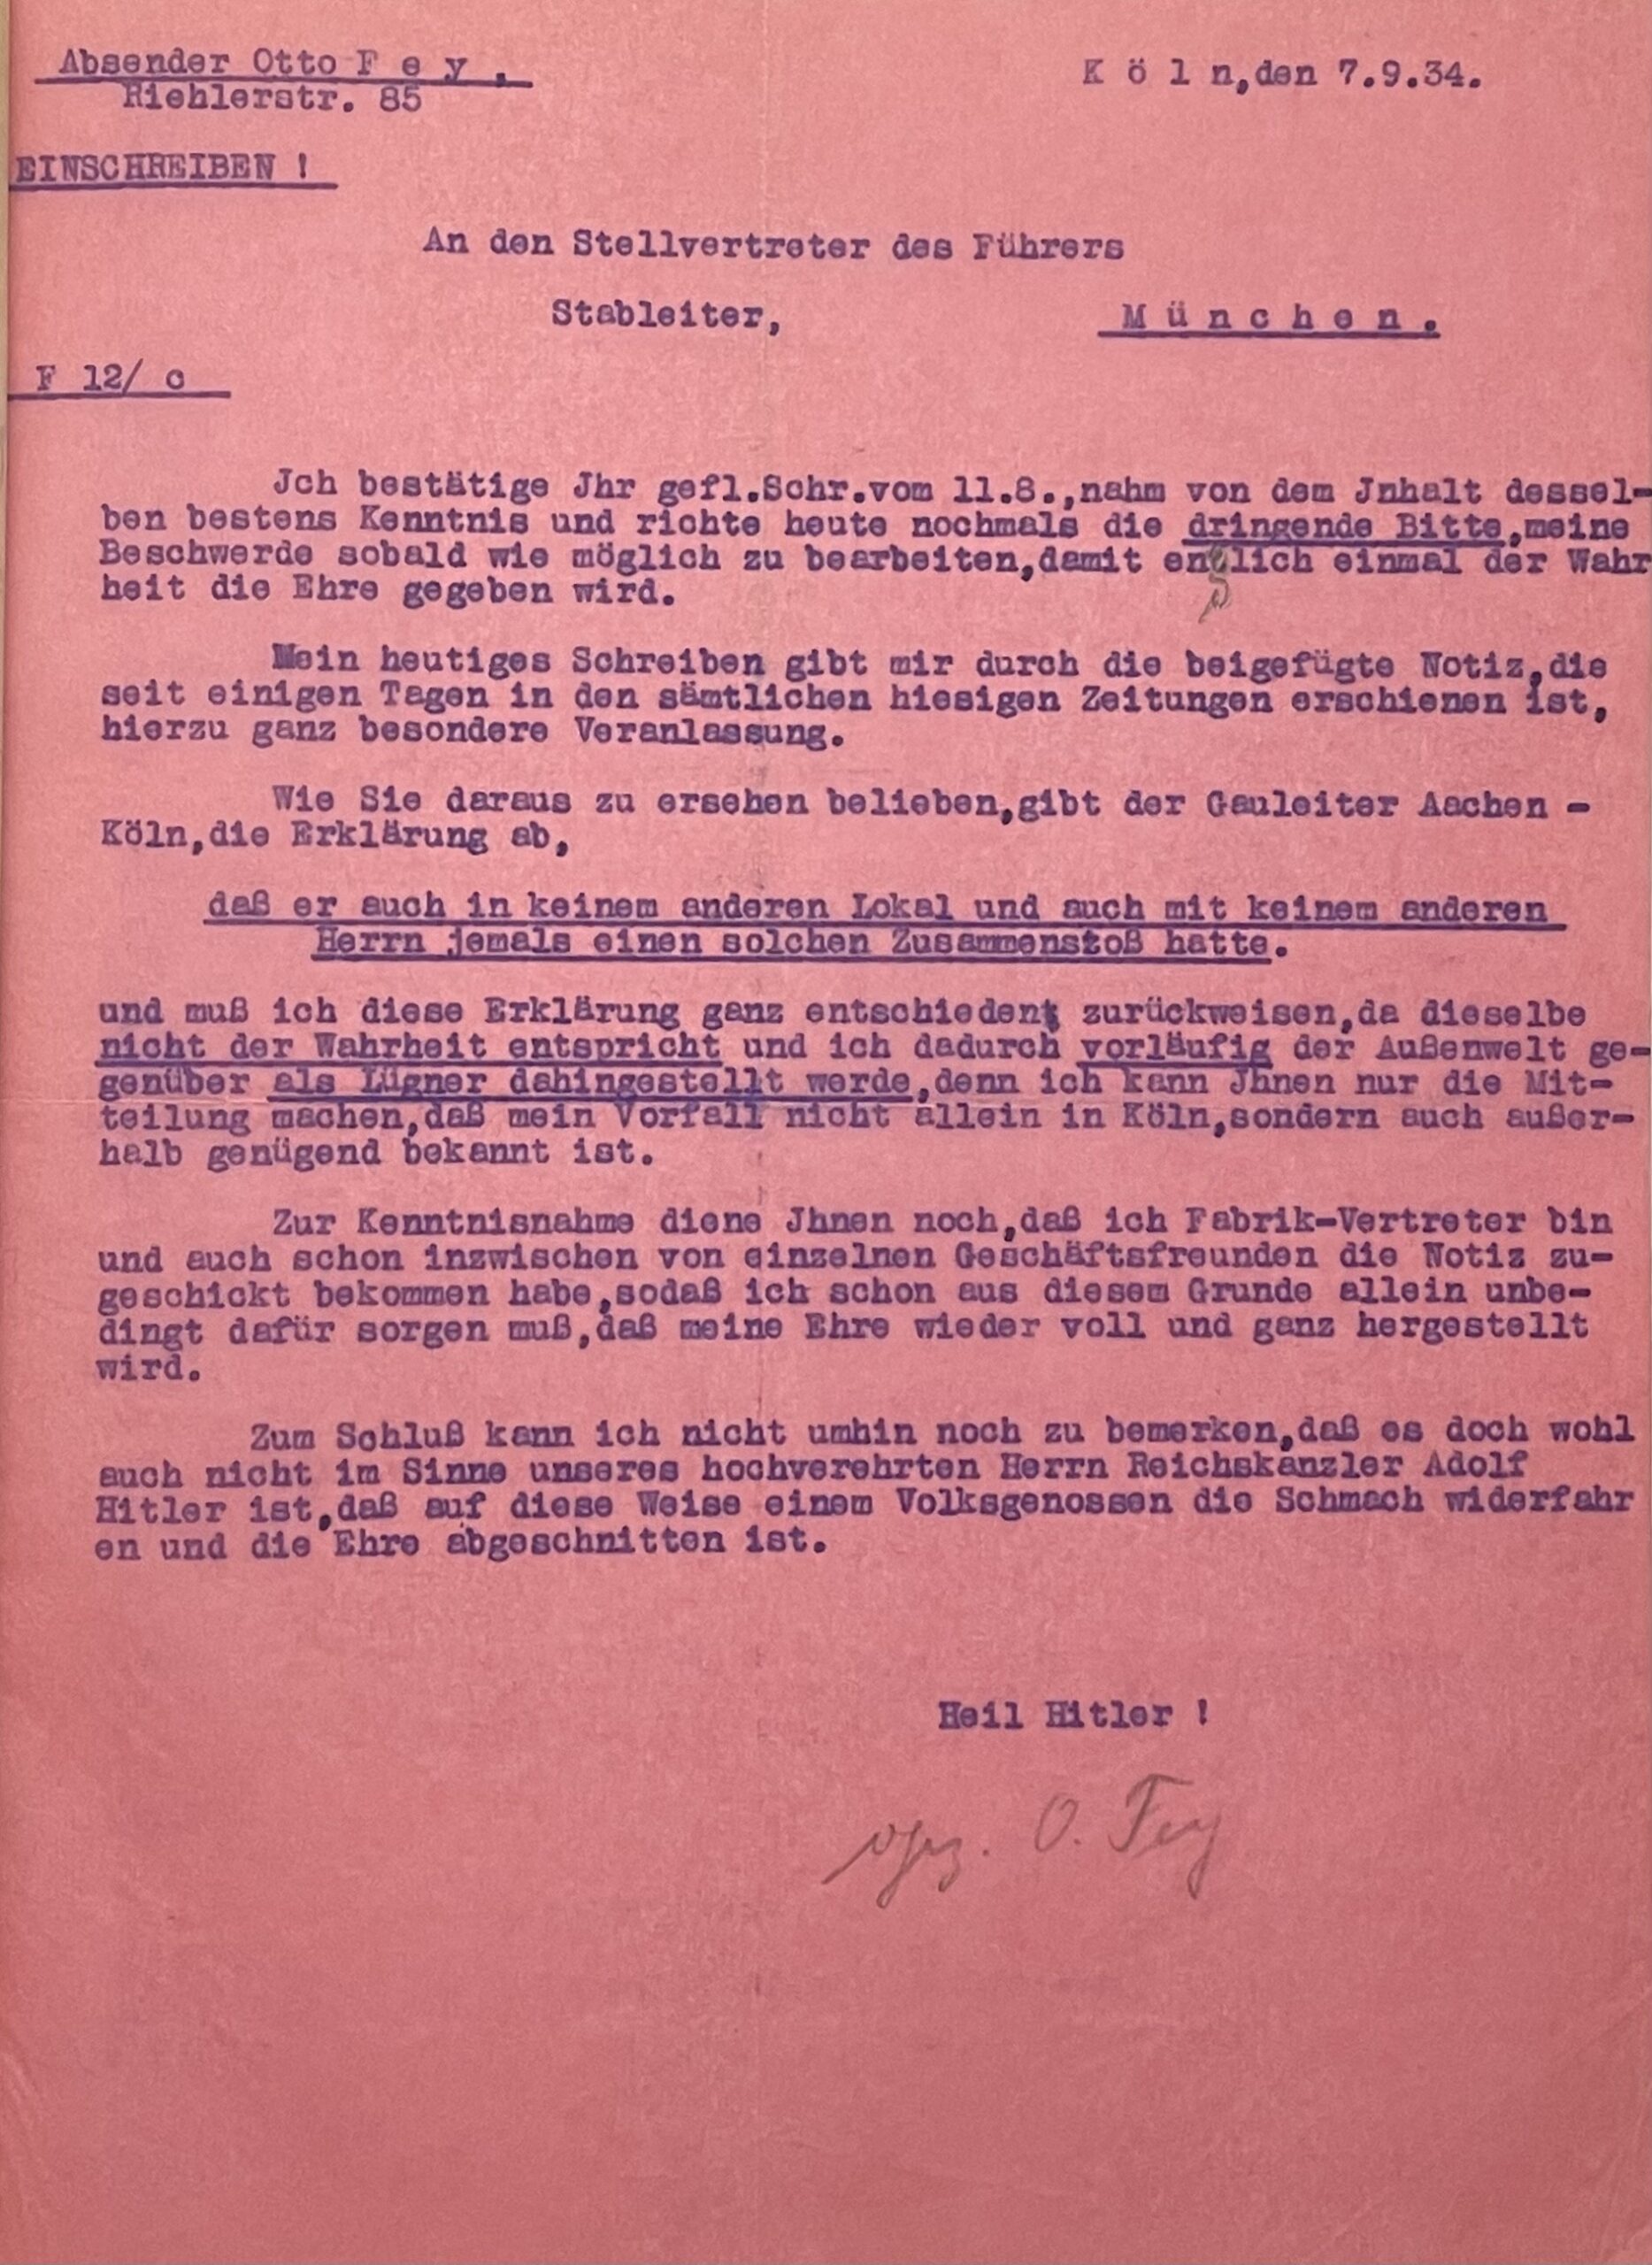 Absender Otto F e y .
Riehlerstr. 85
K ö l n,den 7.9.34.
EINSCHREIBEN !
An den Stellvertreter des Führers
Stableiter,
M ü n c h e n .
F 12/ c
Jch bestätige Jhr gefl.Schr.vom 11.8.,nahm von dem Jnhalt dessel-
ben bestens Kenntnis und richte heute nochmals die dringende Bitte,meine
Beschwerde sobald wie möglich zu bearbeiten,damit endlich einmal der Wahr
heit die Ehre gegeben wird.
Mein heutiges Schreiben gibt mir durch die beigefügte Notiz,die
seit einigen Tagen in den sämtlichen hiesigen Zeitungen erschienen ist,
hierzu ganz besondere Veranlassung.
Wie Sie daraus zu ersehen belieben,gibt der Gauleiter Aachen -
Köln,die Erklärung ab,
daß er auch in keinem anderen Lokal und auch mit keinem anderen
Herrn jemals einen solchen Zusammenstoß hatte.
und muß ich diese Erklärung ganz entschieden zurückweisen,da dieselbe
nicht der Wahrheit entspricht und ich dadurch vorläufig der Außenwelt ge-
genüber als Lügner dahingestellt werde,denn ich kann Jhnen nur die Mit-
teilung machen,daß mein Vorfall nicht allein in Köln,sondern auch außer-
halb genügend bekannt ist.
Zur Kenntnisnahme diene Jhnen noch,daß ich Fabrik-Vertreter bin
und auch schon inzwischen von einzelnen Geschäftsfreunden die Notiz zu-
geschickt bekommen habe,sodaß ich schon aus diesem Grunde allein unbe-
dingt dafür sorgen muß,daß meine Ehre wieder voll und ganz hergestellt
wird.
Zum Schluß kann ich nicht umhin noch zu bemerken,daß es doch wohl
auch nicht im Sinne unseres hochverehrten Herrn Reichskanzler Adolf
Hitler ist,daß auf diese Weise einem Volksgenossen die Schmach widerfahr
en und die Ehre abgeschnitten ist.
Heil Hitler !
gez. O. Fey